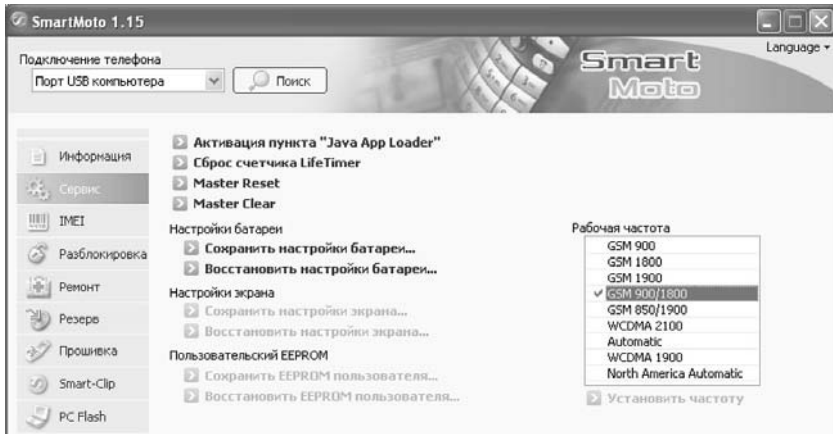 SmartMoto 1.15
Language
Подключение телефона
Порт USB компьютера
Поиск
Smart
Moto
Информация
Сервис
IMEI
Разблокировка
Ремонт
Резерв
Прошивка
Smart-Clip
PC Flash
Активация пункта "Java App Loader"
Сброс счетчика LifeTimer
Master Reset
Master Clear
Настройки батареи
Сохранить настройки батареи...
Восстановить настройки батареи...
Настройки экрана
Сохранить настройки экрана...
Восстановить настройки экрана...
Пользовательский EEPROM
Сохранить EEPROM пользователя...
Восстановить EEPROM пользователя...
Рабочая частота
GSM 900
GSM 1800
GSM 1900
GSM 900/1800
GSM 850/1900
WCDMA 2100
Automatic
WCDMA 1900
North America Automatic
Установить частоту